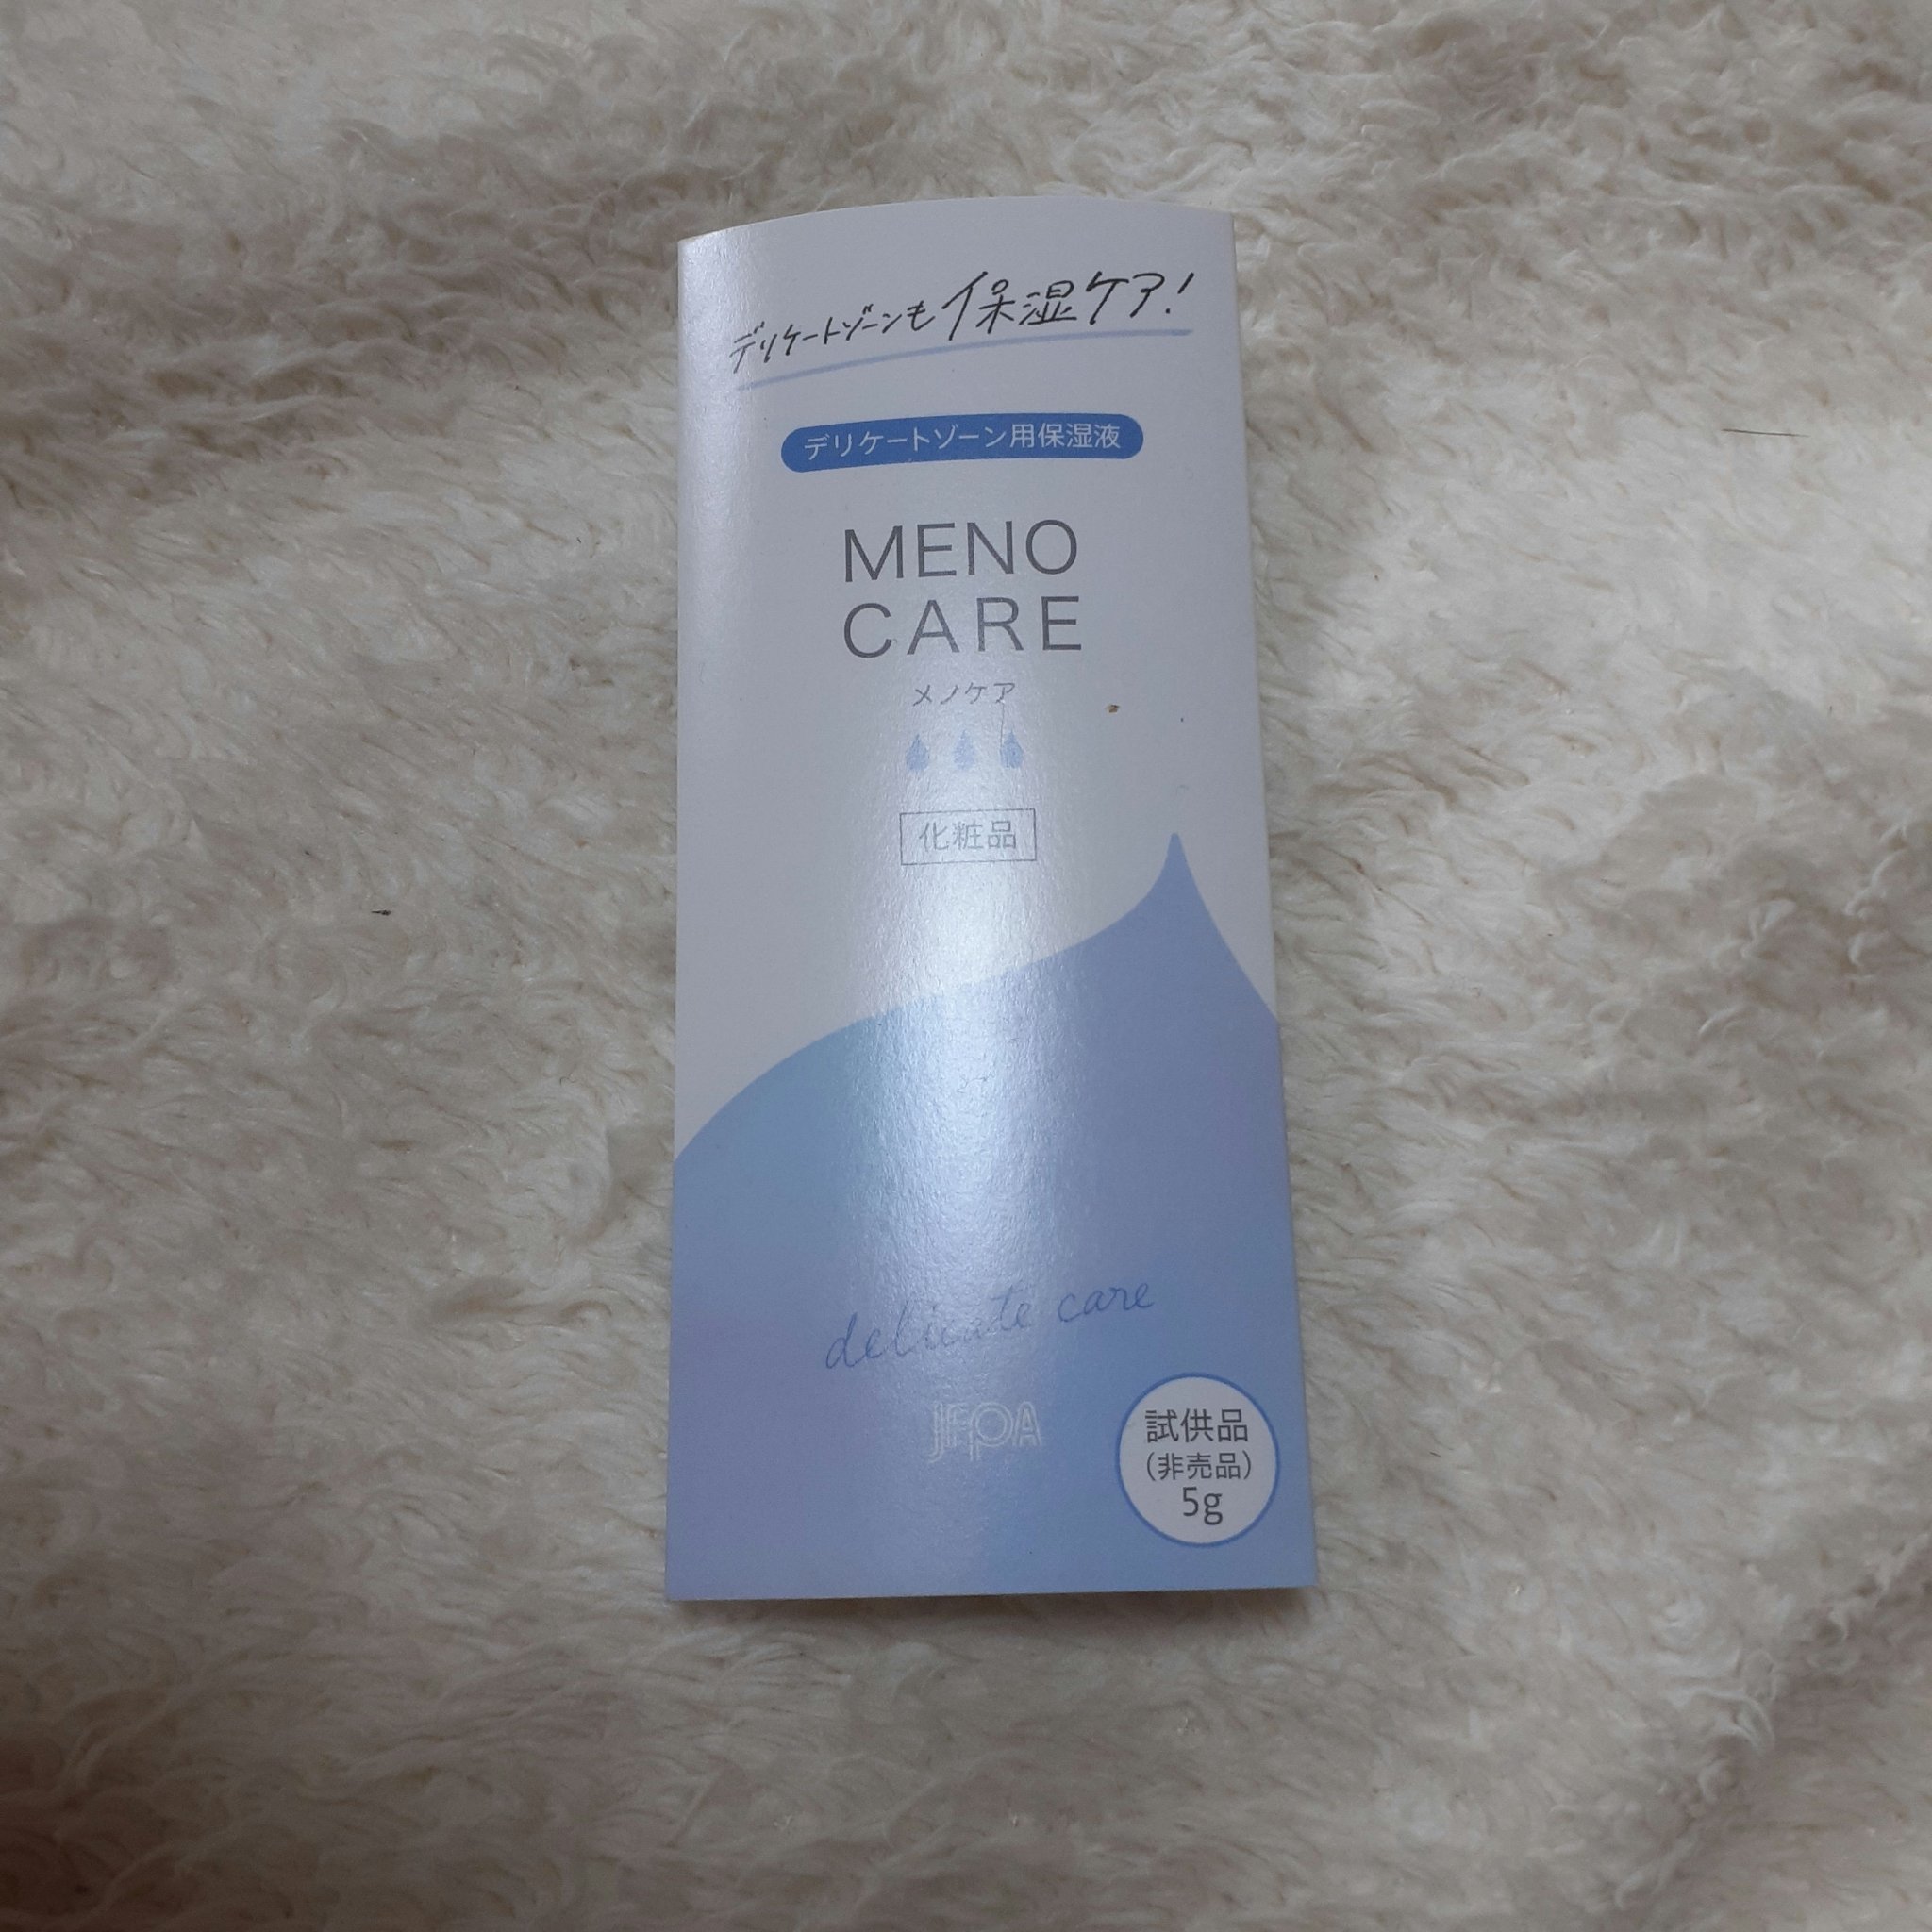 デリケートゾーンも保湿ケア!
デリケートゾーン用保湿液
MENO
CARE
メノケア
化粧品
delicate care
JFPA
試供品
(非売品)
5g